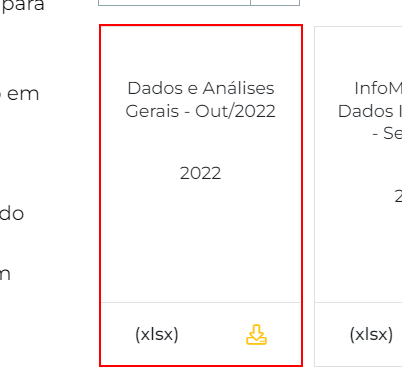 para
em
do
m
Dados e Análises
Gerais - Out/2022
2022
(xlsx)
InfoM
Dados I
- Se
2
(xlsx)